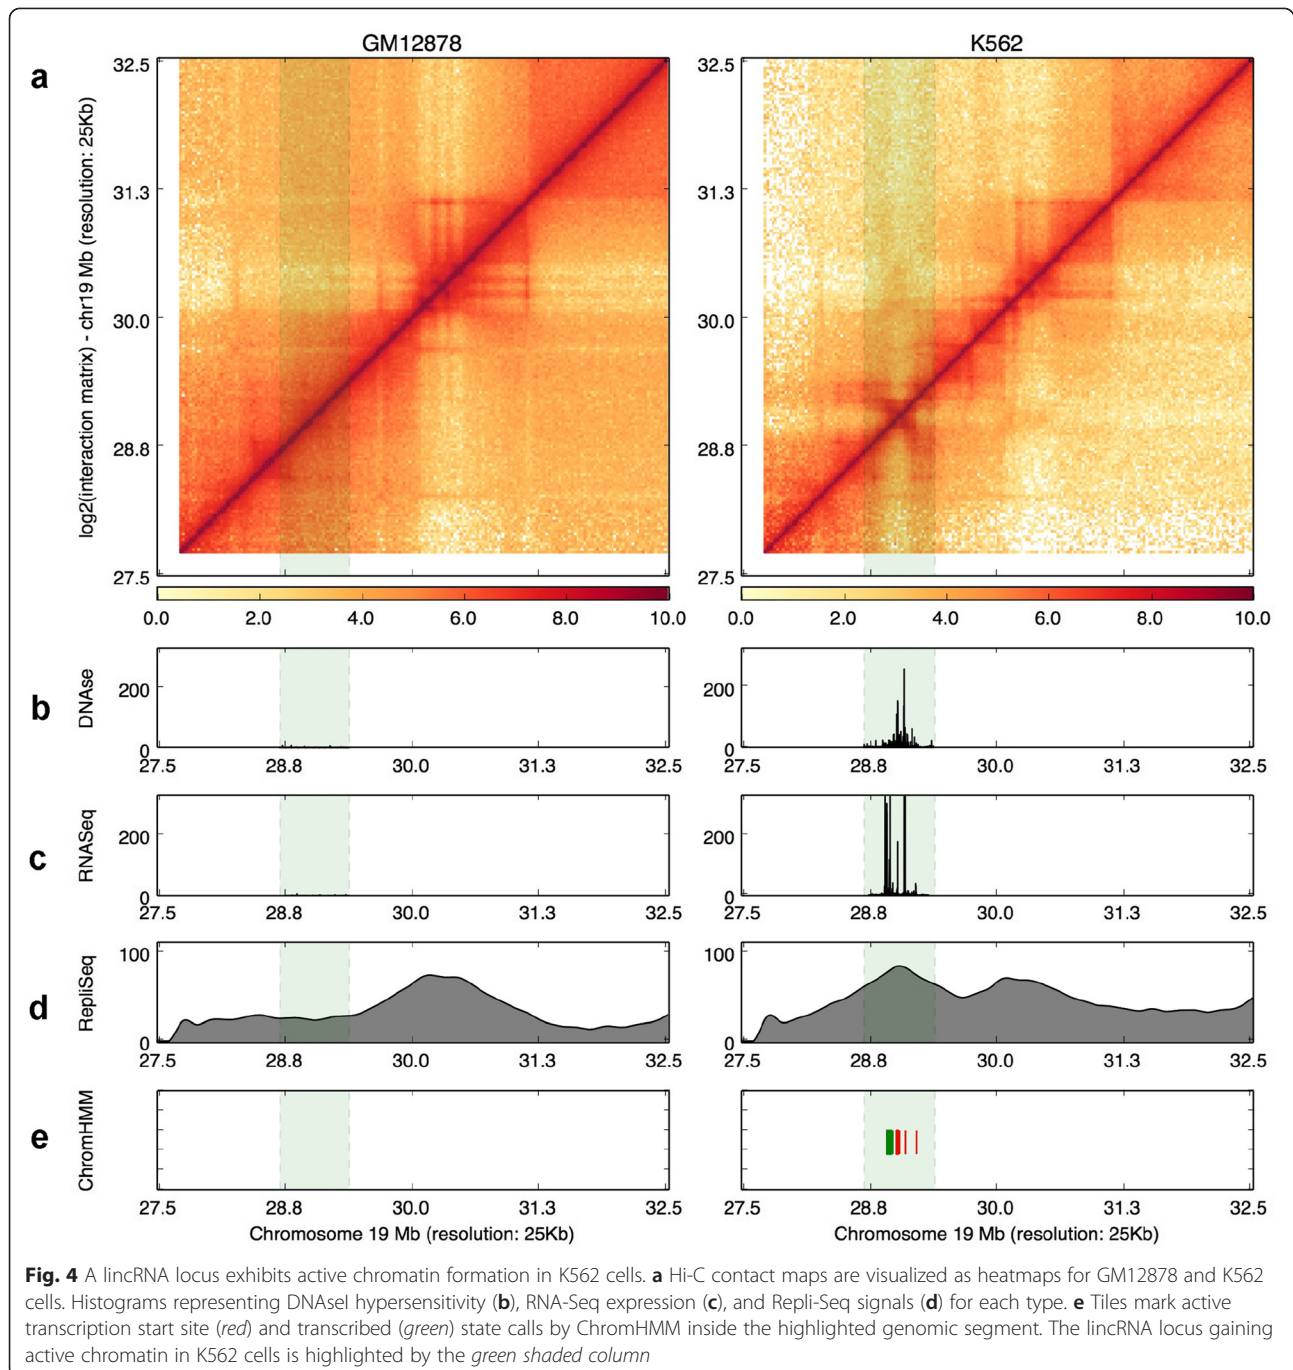 GM12878
K562
a
log2(interaction matrix) - chr19 Mb (resolution: 25Kb)
32.5
31.3
30.0
28.8
27.5
32.5
31.3
30.0
28.8
27.5
0.0 2.0 4.0 6.0 8.0 10.0
0.0 2.0 4.0 6.0 8.0 10.0
b
DNAse
200
0
27.5 28.8 30.0 31.3 32.5
200
0
27.5 28.8 30.0 31.3 32.5
c
RNASeq
200
0
27.5 28.8 30.0 31.3 32.5
200
0
27.5 28.8 30.0 31.3 32.5
d
RepliSeq
100
50
0
27.5 28.8 30.0 31.3 32.5
100
50
0
27.5 28.8 30.0 31.3 32.5
e
ChromHMM
27.5 28.8 30.0 31.3 32.5
Chromosome 19 Mb (resolution: 25Kb)
27.5 28.8 30.0 31.3 32.5
Chromosome 19 Mb (resolution: 25Kb)
Fig. 4 A lincRNA locus exhibits active chromatin formation in K562 cells. a Hi-C contact maps are visualized as heatmaps for GM12878 and K562
cells. Histograms representing DNAseI hypersensitivity (b), RNA-Seq expression (c), and Repli-Seq signals (d) for each type. e Tiles mark active
transcription start site (red) and transcribed (green) state calls by ChromHMM inside the highlighted genomic segment. The lincRNA locus gaining
active chromatin in K562 cells is highlighted by the green shaded column